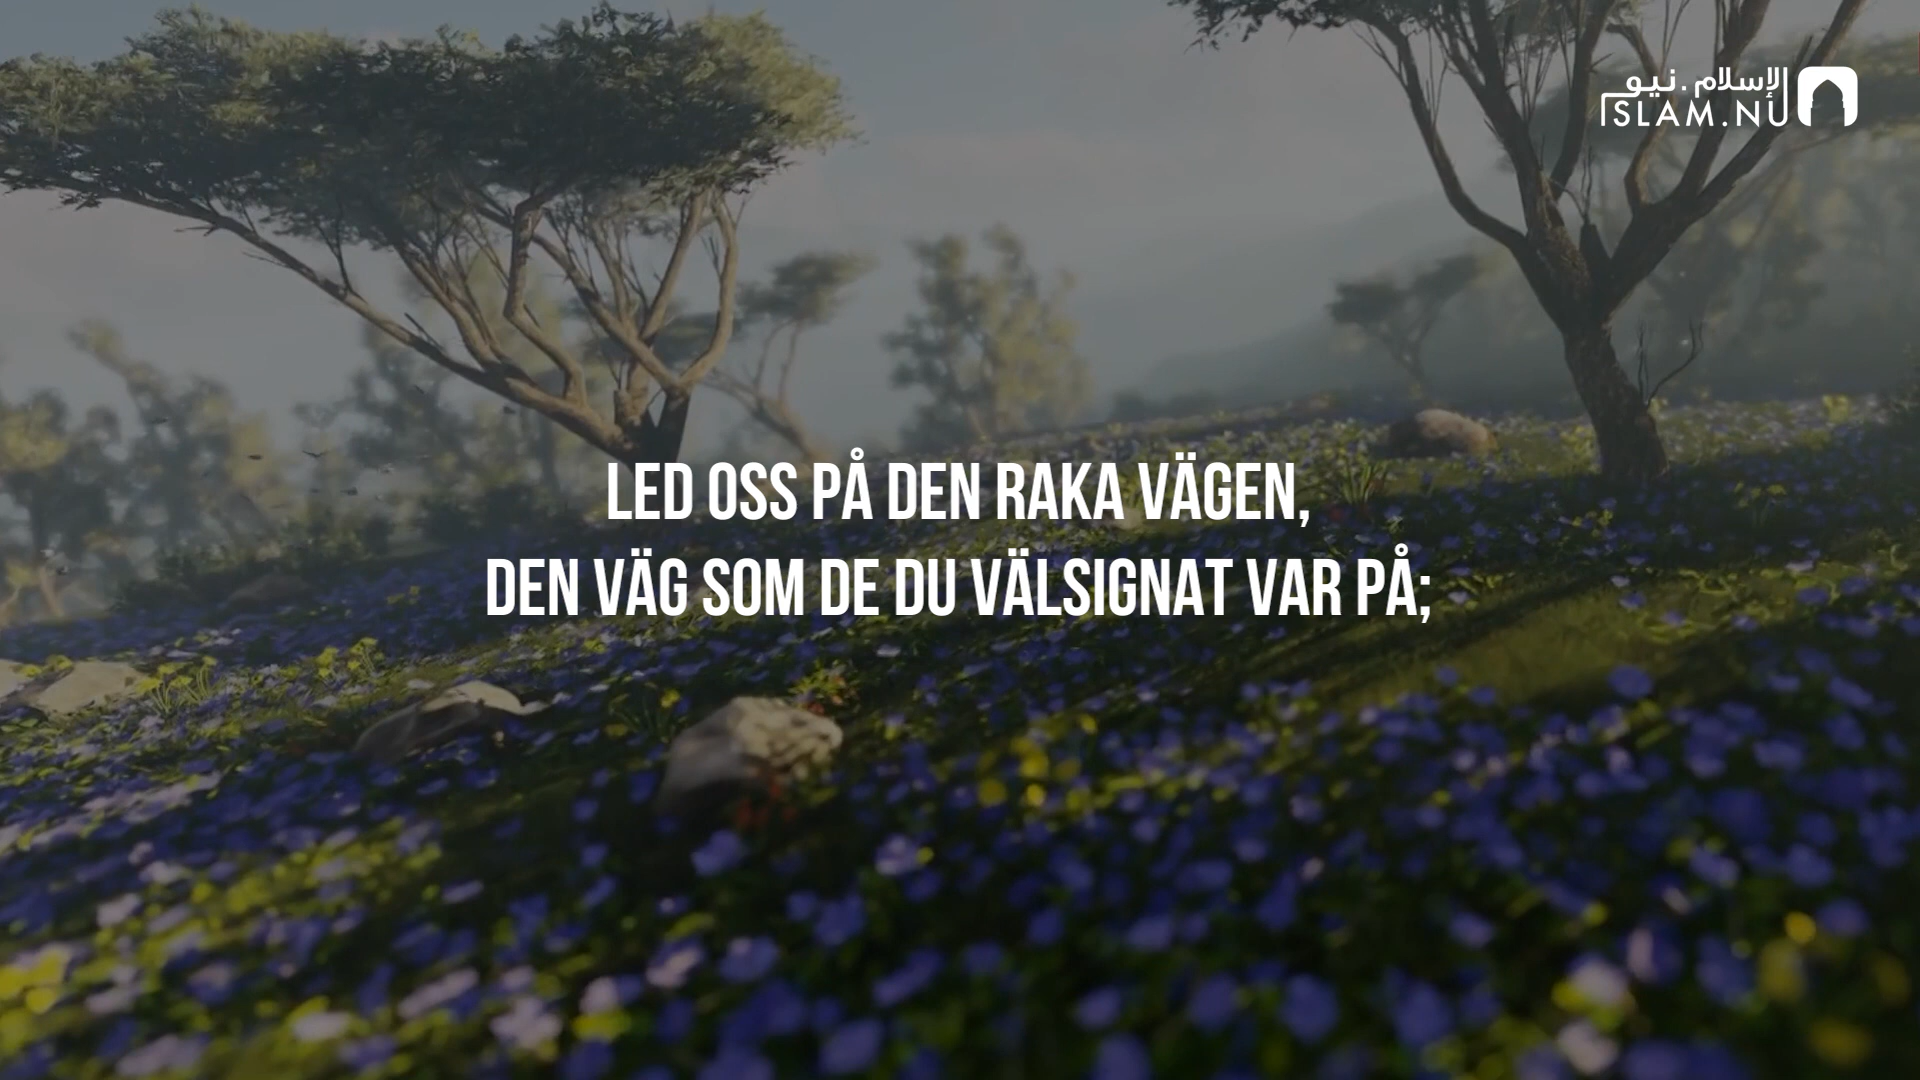 الإسلام.نيو
ISLAM.NU
LED OSS PÅ DEN RAKA VÄGEN,
DEN VÄG SOM DE DU VÄLSIGNAT VAR PÅ;